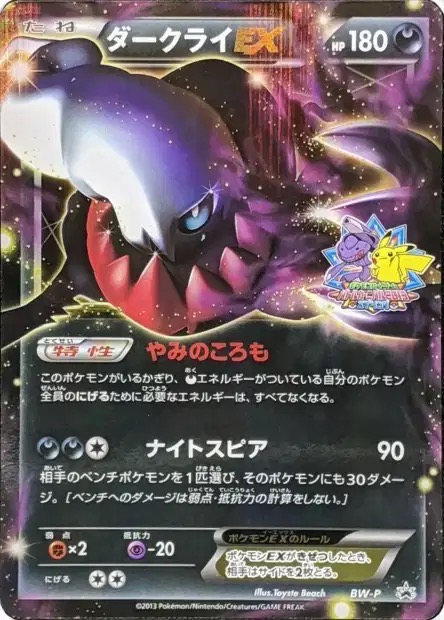 たね
ダークライEX
HP 180
とくせい
特性
やみのころも
このポケモンがいるかぎり、悪エネルギーがついている自分のポケモン
全員のにげるために必要なエネルギーは、すべてなくなる。
ナイトスピア 90
相手のベンチポケモンを1匹選び、そのポケモンにも30ダメ
ージ。[ベンチへのダメージは弱点・抵抗力の計算をしない。]
弱点
×2
抵抗力
-20
にげる
ポケモンEXのルール
ポケモンEXがきぜつしたとき、
相手はサイドを2枚とる。
Illus.Toyste Beach
BW-P
©2013 Pokémon/Nintendo/Creatures/GAME FREAK.